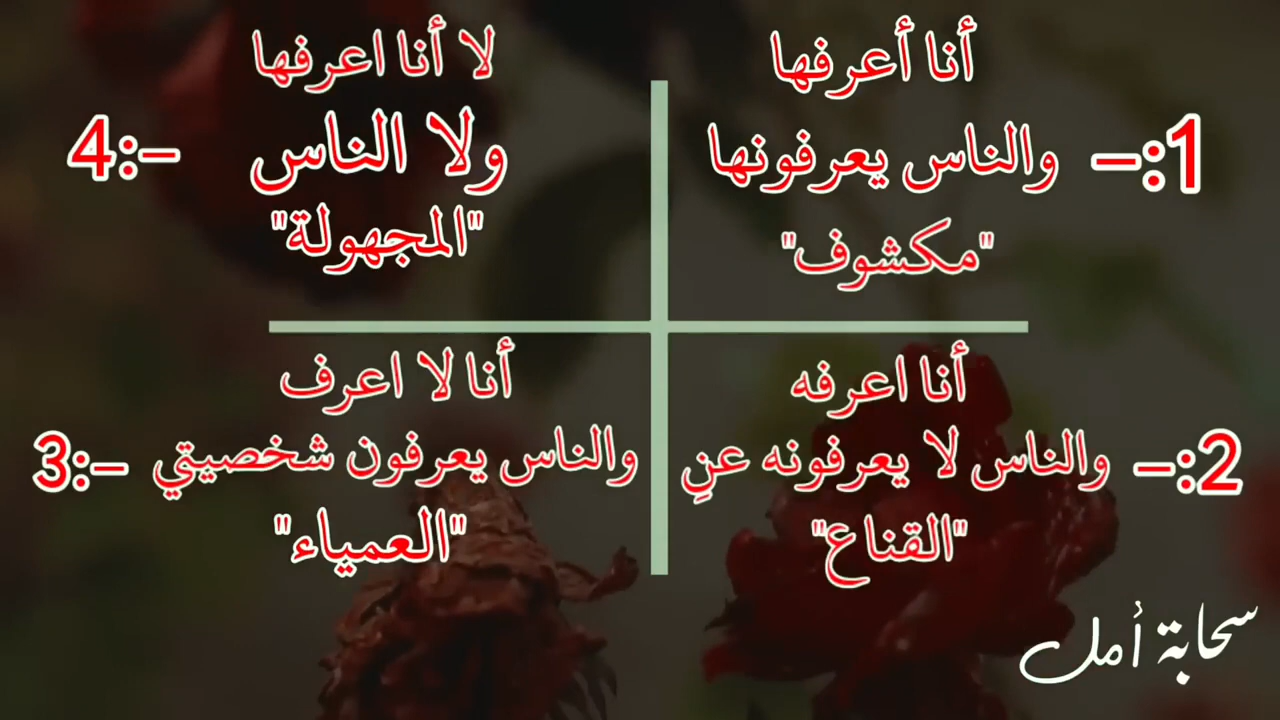 1:-
أنا أعرفها
والناس يعرفونها
"مكشوف"
2:-
أنا اعرفه
والناس لا يعرفونه عنِ
"القناع"
3:-
أنا لا اعرف
والناس يعرفون شخصيتي
"العمياء"
4:-
لا أنا اعرفها
ولا الناس
"المجهولة"
سحابة أمل